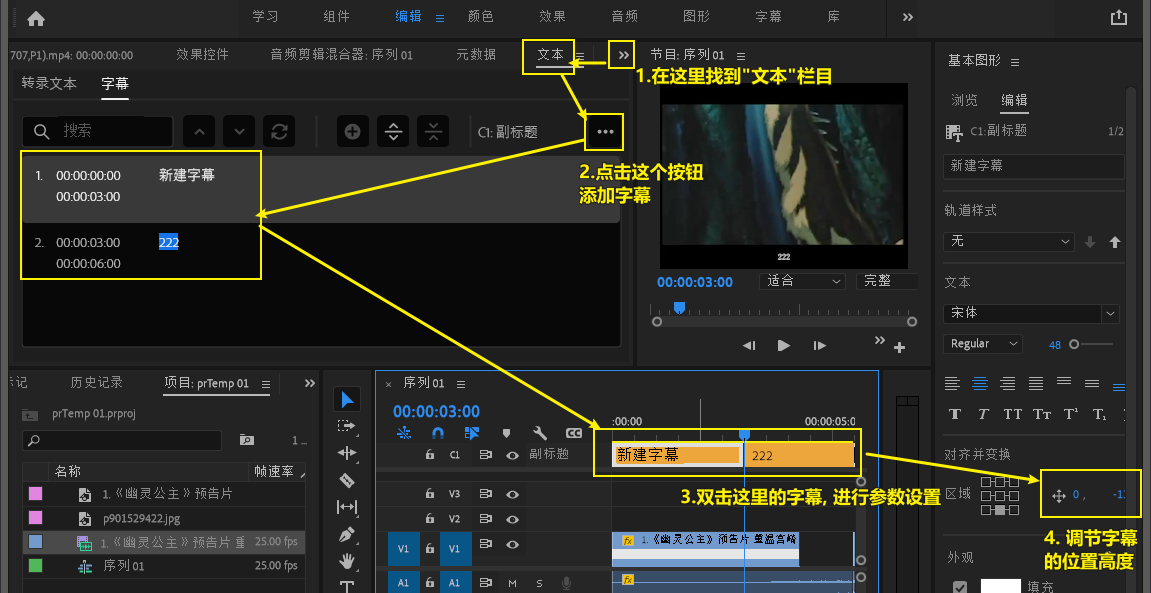 学习 组件 编辑 颜色 效果 音频 图形 字幕 库
707,P1).mp4: 00:00:00:00 效果控件 音频剪辑混合器: 序列 01 元数据 文本
节目: 序列 01
1.在这里找到"文本"栏目
转录文本 字幕
搜索
C1: 副标题
1. 00:00:00:00 新建字幕
00:00:03:00
2. 00:00:03:00 222
00:00:06:00
2.点击这个按钮
添加字幕
222
00:00:03:00 适合 完整
基本图形
浏览 编辑
C1:副标题 1/2
新建字幕
轨道样式
无
文本
宋体
Regular 48
T T TT Tт T¹ T₁
对齐并变换
区域 0 ,
4. 调节字幕
的位置高度
外观
填充
历史记录 项目: prTemp 01
prTemp 01.prproj
1 ...
名称 帧速率
1.《幽灵公主》预告片
p901529422.jpg
1.《幽灵公主》预告片 重 25.00 fps
序列 01 25.00 fps
× 序列 01
00:00:03:00
:00:00 00:00:05:0
C1 副标题 新建字幕 222
3.双击这里的字幕, 进行参数设置
V3
V2
V1 V1 fx 1.《幽灵公主》预告片 重温宫崎
A1 A1 M S fx